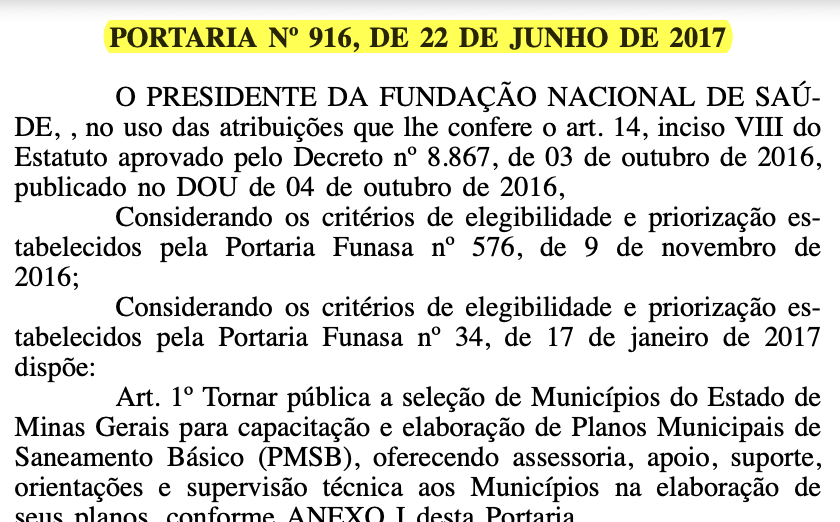 PORTARIA Nº 916, DE 22 DE JUNHO DE 2017
O PRESIDENTE DA FUNDAÇÃO NACIONAL DE SAÚ-
DE, , no uso das atribuições que lhe confere o art. 14, inciso VIII do
Estatuto aprovado pelo Decreto nº 8.867, de 03 de outubro de 2016,
publicado no DOU de 04 de outubro de 2016,
Considerando os critérios de elegibilidade e priorização es-
tabelecidos pela Portaria Funasa nº 576, de 9 de novembro de
2016;
Considerando os critérios de elegibilidade e priorização es-
tabelecidos pela Portaria Funasa nº 34, de 17 de janeiro de 2017
dispõe:
Art. 1º Tornar pública a seleção de Municípios do Estado de
Minas Gerais para capacitação e elaboração de Planos Municipais de
Saneamento Básico (PMSB), oferecendo assessoria, apoio, suporte,
orientações e supervisão técnica aos Municípios na elaboração de
seus planos, conforme ANEXO I desta Portaria.